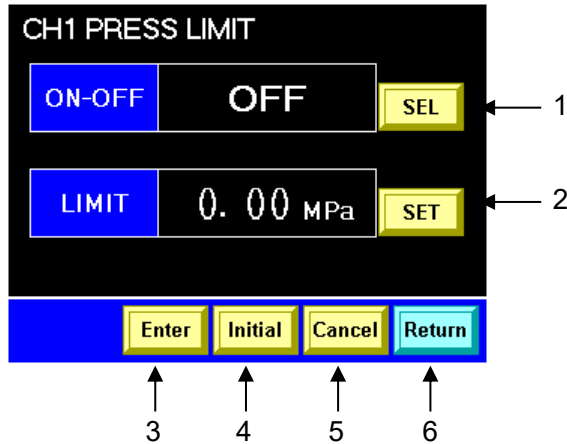 CH1 PRESS LIMIT
ON-OFF OFF SEL 1
LIMIT 0. 00 MPa SET 2
Enter Initial Cancel Return
3 4 5 6